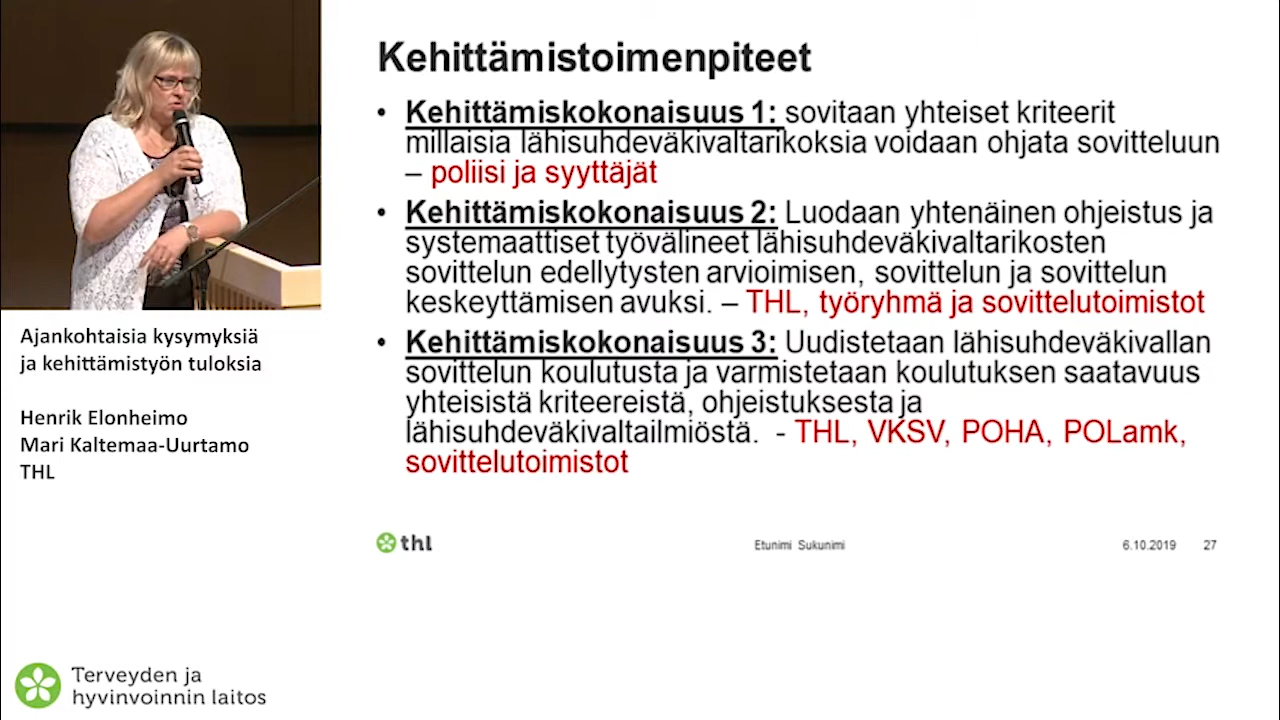 Kehittämistoimenpiteet
• Kehittämiskokonaisuus 1: sovitaan yhteiset kriteerit
millaisia lähisuhdeväkivaltarikoksia voidaan ohjata sovitteluun
– poliisi ja syyttäjät
• Kehittämiskokonaisuus 2: Luodaan yhtenäinen ohjeistus ja
systemaattiset työvälineet lähisuhdeväkivaltarikosten
sovittelun edellytysten arvioimisen, sovittelun ja sovittelun
keskeyttämisen avuksi. – THL, työryhmä ja sovittelutoimistot
• Kehittämiskokonaisuus 3: Uudistetaan lähisuhdeväkivallan
sovittelun koulutusta ja varmistetaan koulutuksen saatavuus
yhteisistä kriteereistä, ohjeistuksesta ja
lähisuhdeväkivaltailmiöstä. - THL, VKSV, POHA, POLamk,
sovittelutoimistot
thl
Etunimi Sukunimi
6.10.2019
27
Ajankohtaisia kysymyksiä
ja kehittämistyön tuloksia
Henrik Elonheimo
Mari Kaltemaa-Uurtamo
THL
Terveyden ja
hyvinvoinnin laitos